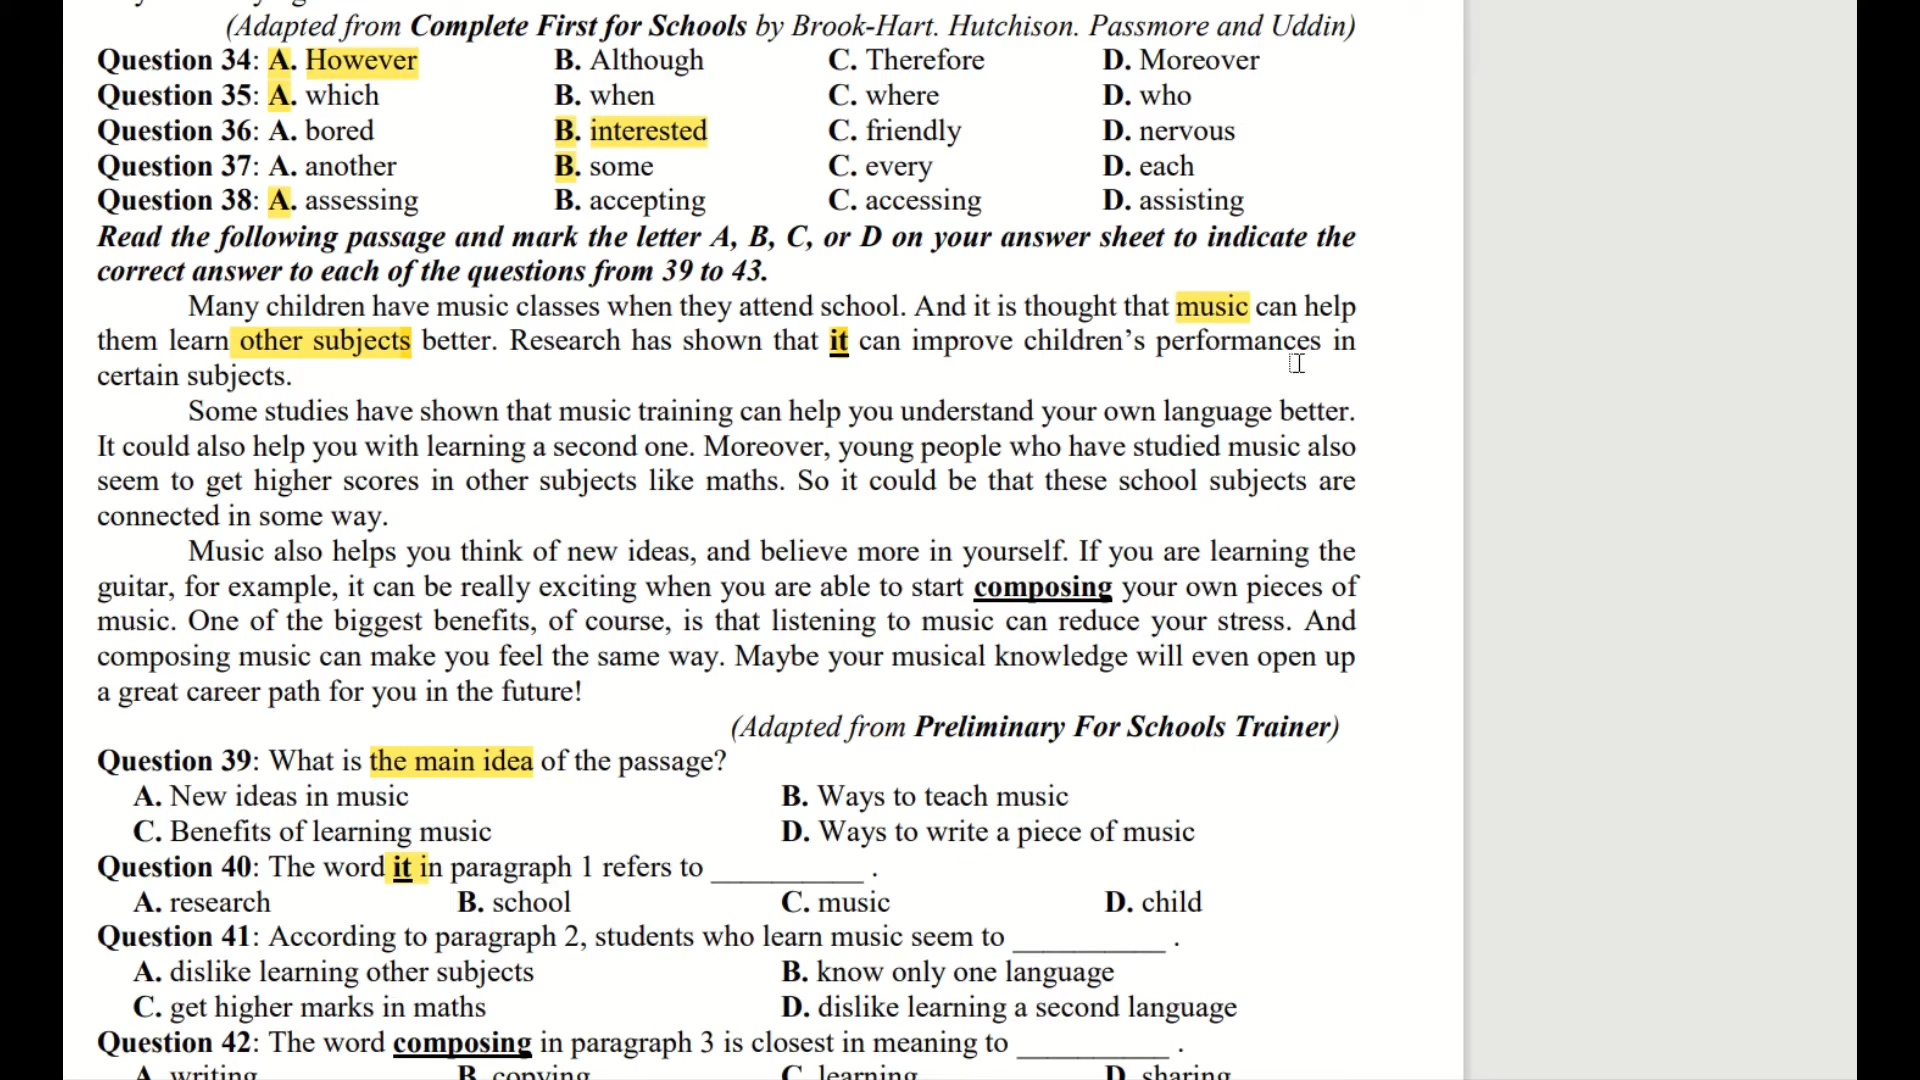 (Adapted from Complete First for Schools by Brook-Hart. Hutchison. Passmore and Uddin)
Question 34: A. However B. Although C. Therefore D. Moreover
Question 35: A. which B. when C. where D. who
Question 36: A. bored B. interested C. friendly D. nervous
Question 37: A. another B. some C. every D. each
Question 38: A. assessing B. accepting C. accessing D. assisting
Read the following passage and mark the letter A, B, C, or D on your answer sheet to indicate the
correct answer to each of the questions from 39 to 43.
Many children have music classes when they attend school. And it is thought that music can help
them learn other subjects better. Research has shown that it can improve children’s performances in
certain subjects.
Some studies have shown that music training can help you understand your own language better.
It could also help you with learning a second one. Moreover, young people who have studied music also
seem to get higher scores in other subjects like maths. So it could be that these school subjects are
connected in some way.
Music also helps you think of new ideas, and believe more in yourself. If you are learning the
guitar, for example, it can be really exciting when you are able to start composing your own pieces of
music. One of the biggest benefits, of course, is that listening to music can reduce your stress. And
composing music can make you feel the same way. Maybe your musical knowledge will even open up
a great career path for you in the future!
(Adapted from Preliminary For Schools Trainer)
Question 39: What is the main idea of the passage?
A. New ideas in music B. Ways to teach music
C. Benefits of learning music D. Ways to write a piece of music
Question 40: The word it in paragraph 1 refers to __________ .
A. research B. school C. music D. child
Question 41: According to paragraph 2, students who learn music seem to __________ .
A. dislike learning other subjects B. know only one language
C. get higher marks in maths D. dislike learning a second language
Question 42: The word composing in paragraph 3 is closest in meaning to __________ .
A. writing B. copying C. learning D. sharing